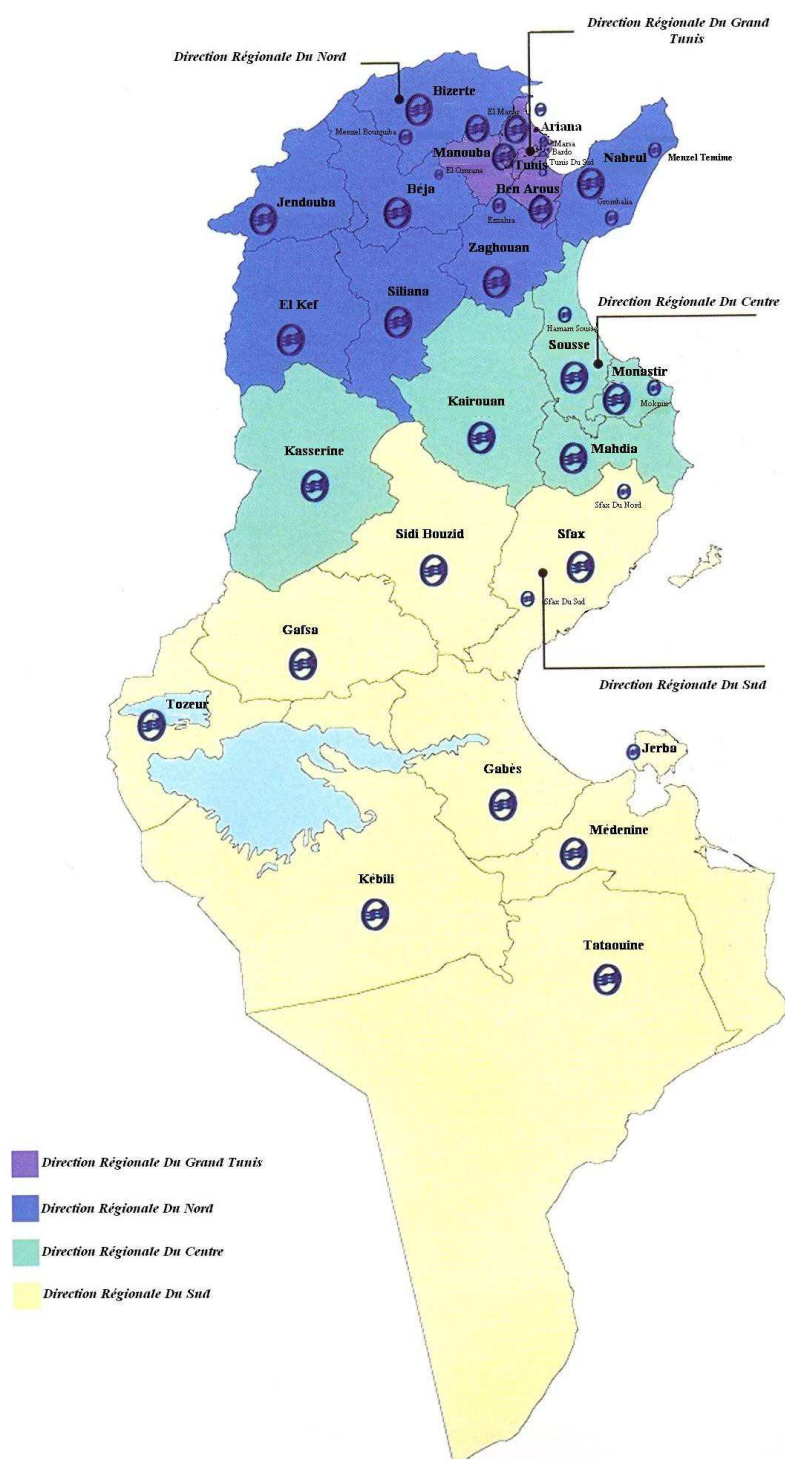 Direction Régionale Du Grand
Tunis
Direction Régionale Du Nord
Bizerte
El Manar
Ariana
Menzel Bourguiba
Marsa
Bardo
Manouba
Tunis
Tunis Du Sud
Nabeul
Menzel Temime
El Omrane
Béja
Ben Arous
Jendouba
Ezzahra
Grombalia
Zaghouan
Siliana
El Kef
Direction Régionale Du Centre
Hamam Sousse
Sousse
Monastir
Moknin
Kairouan
Kasserine
Mahdia
Sfax Du Nord
Sidi Bouzid
Sfax
Sfax Du Sud
Gafsa
Direction Régionale Du Sud
Tozeur
Jerba
Gabès
Médenine
Kébili
Tataouine
Direction Régionale Du Grand Tunis
Direction Régionale Du Nord
Direction Régionale Du Centre
Direction Régionale Du Sud